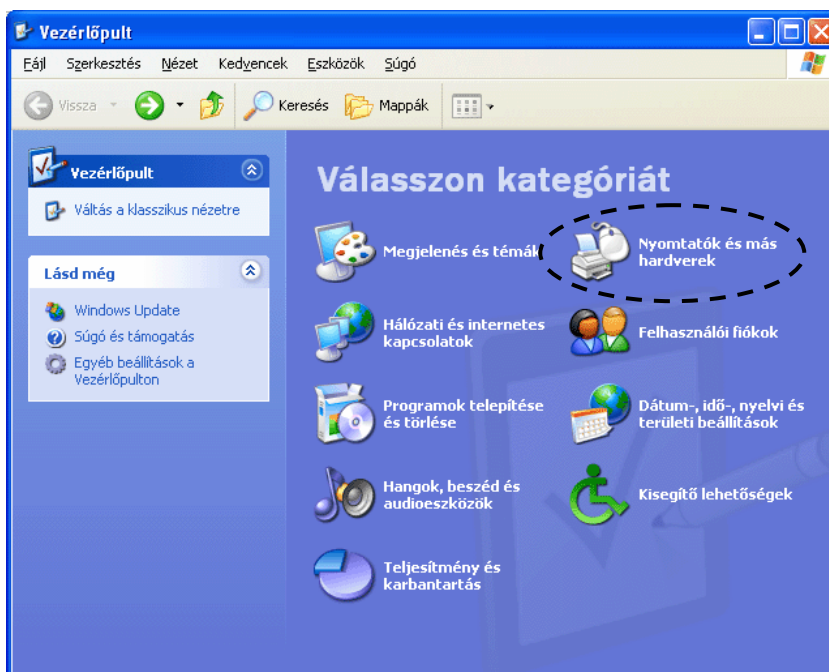 Vezérlőpult
Fájl Szerkesztés Nézet Kedvencek Eszközök Súgó
Vissza Keresés Mappák
Vezérlőpult
Váltás a klasszikus nézetre
Lásd még
Windows Update
Súgó és támogatás
Egyéb beállítások a
Vezérlőpulton
Válasszon kategóriát
Megjelenés és témák
Nyomtatók és más
hardverek
Hálózati és internetes
kapcsolatok
Felhasználói fiókok
Programok telepítése
és törlése
Dátum-, idő-, nyelvi és
területi beállítások
Hangok, beszéd és
audioeszközök
Kisegítő lehetőségek
Teljesítmény és
karbantartás